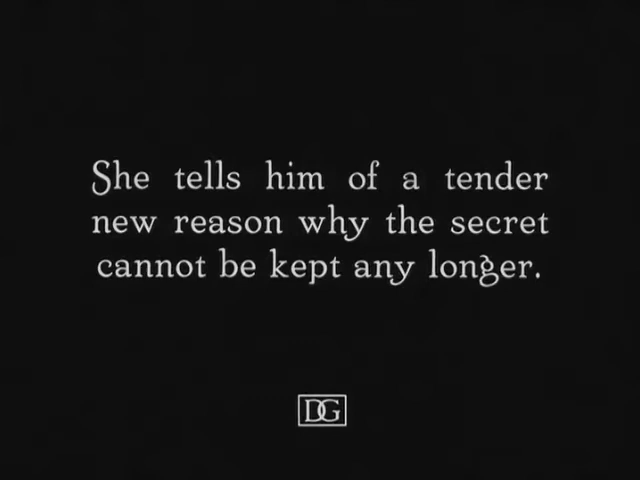 She tells him of a tender
new reason why the secret
cannot be kept any longer.
DG